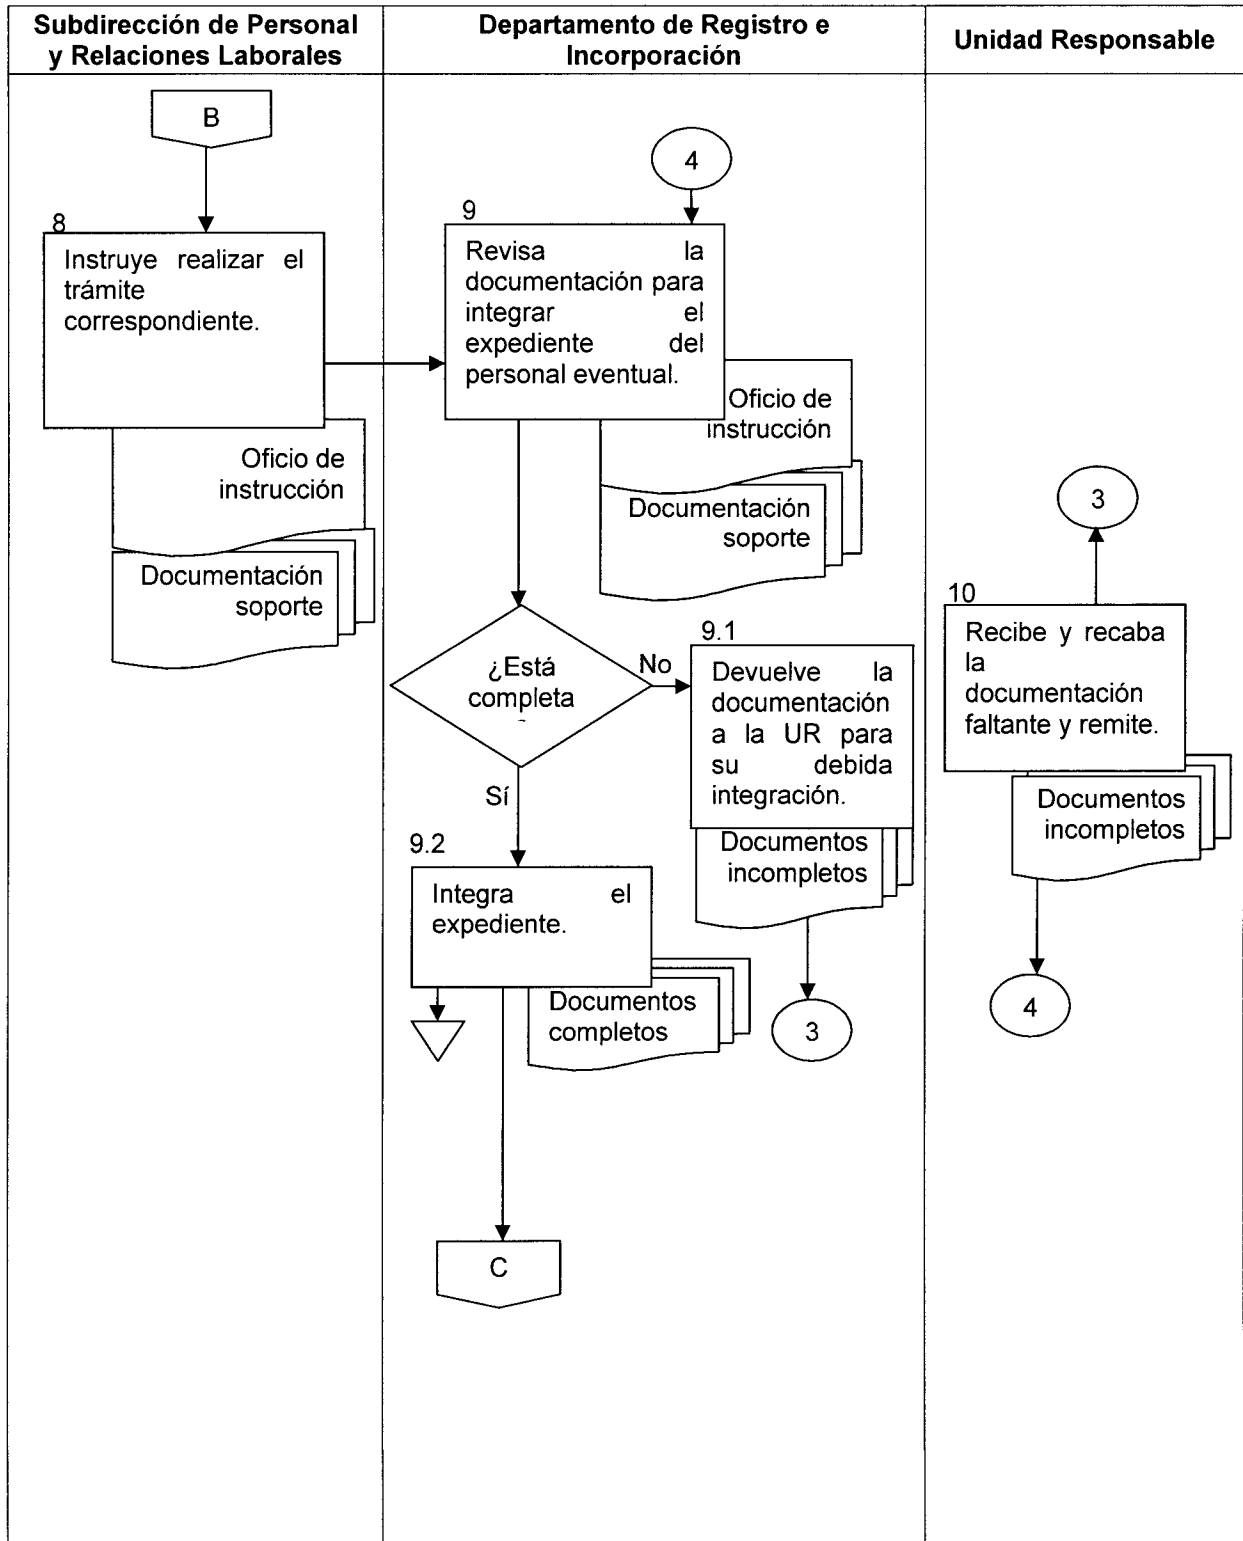 Subdirección de Personal
y Relaciones Laborales
Departamento de Registro e
Incorporación
Unidad Responsable
B
8
Instruye realizar el
trámite
correspondiente.
Oficio de
instrucción
Documentación
soporte
4
9
Revisa la
documentación para
integrar el
expediente del
personal eventual.
Oficio de
instrucción
Documentación
soporte
¿Está
completa
No
Sí
9.1
Devuelve la
documentación
a la UR para
su debida
integración.
Documentos
incompletos
3
9.2
Integra el
expediente.
Documentos
completos
C
3
10
Recibe y recaba
la
documentación
faltante y remite.
Documentos
incompletos
4